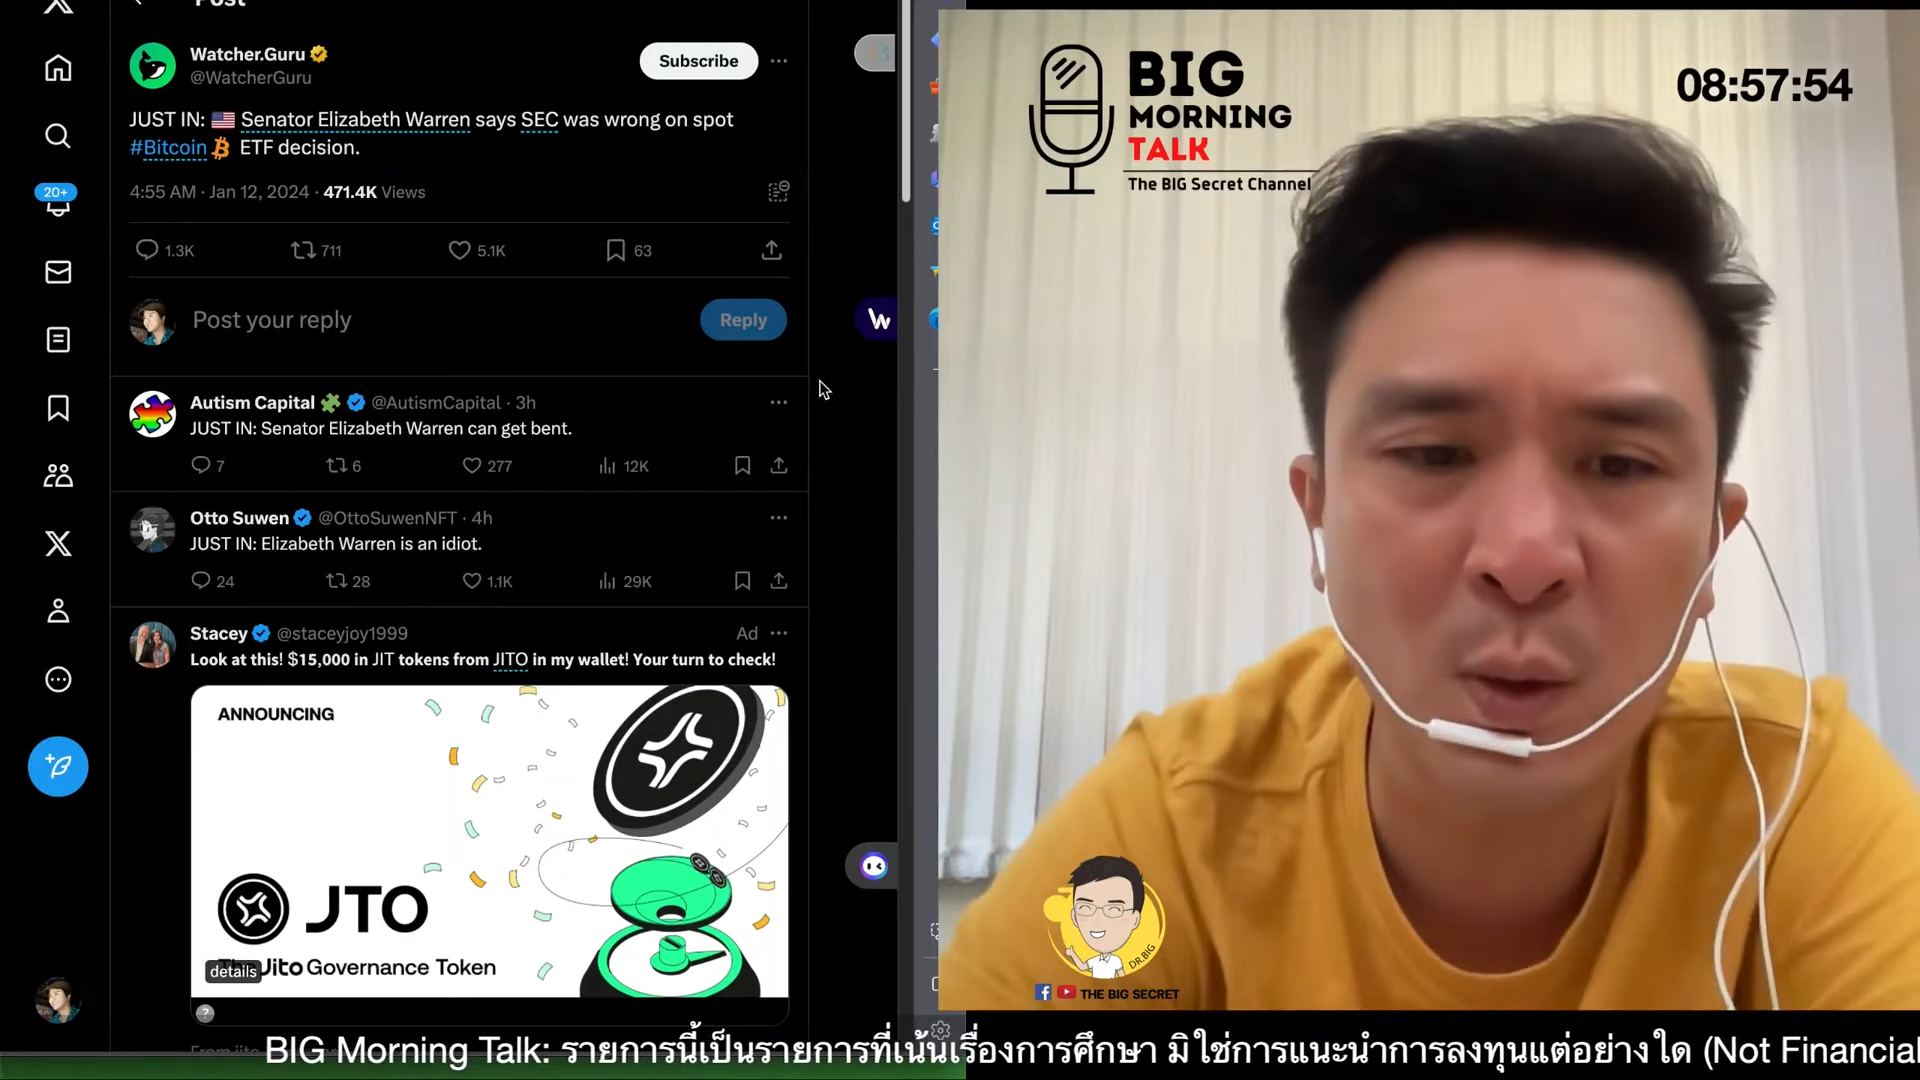 Post
Watcher.Guru
@WatcherGuru
Subscribe
JUST IN: 🇺🇸 Senator Elizabeth Warren says SEC was wrong on spot
#Bitcoin ETF decision.
4:55 AM · Jan 12, 2024 · 471.4K Views
1.3K 711 5.1K 63
20+
Post your reply
Reply
Autism Capital 🧩 @AutismCapital · 3h
JUST IN: Senator Elizabeth Warren can get bent.
7 6 277 12K
Otto Suwen @OttoSuwenNFT · 4h
JUST IN: Elizabeth Warren is an idiot.
24 28 1.1K 29K
Stacey @staceyjoy1999 Ad
Look at this! $15,000 in JIT tokens from JITO in my wallet! Your turn to check!
ANNOUNCING
JTO
details
Jito Governance Token
BIG
MORNING
TALK
The BIG Secret Channel
08:57:54
DR.BIG
THE BIG SECRET
BIG Morning Talk: รายการนี้เป็นรายการที่เน้นเรื่องการศึกษา มิใช่การแนะนำการลงทุนแต่อย่างใด (Not Financial